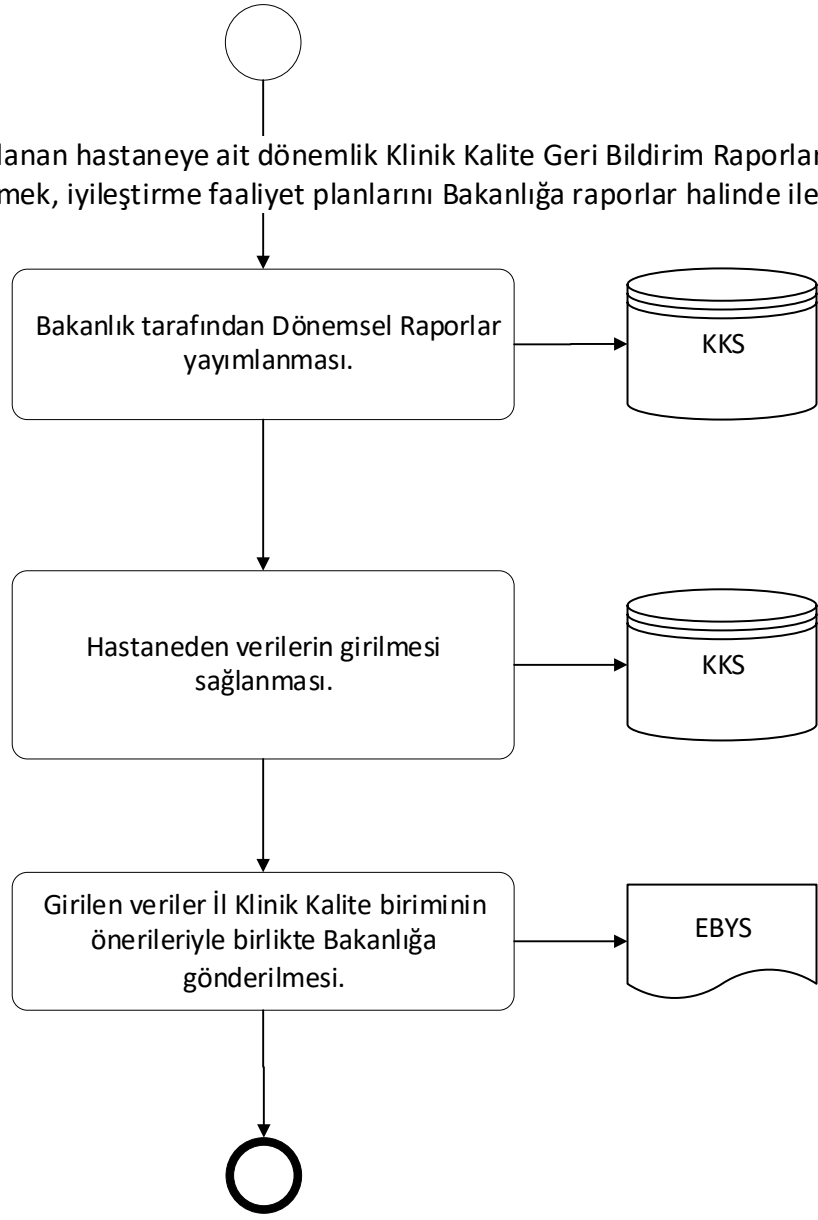 lanan hastaneye ait dönemlik Klinik Kalite Geri Bildirim Raporlar
mek, iyileştirme faaliyet planlarını Bakanlığa raporlar halinde ile
Bakanlık tarafından Dönemsel Raporlar
yayımlanması.
KKS
Hastaneden verilerin girilmesi
sağlanması.
KKS
Girilen veriler İl Klinik Kalite biriminin
önerileriyle birlikte Bakanlığa
gönderilmesi.
EBYS